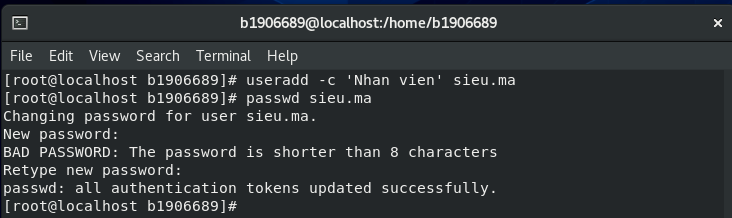 b1906689@localhost:/home/b1906689
File Edit View Search Terminal Help
[root@localhost b1906689]# useradd -c 'Nhan vien' sieu.ma
[root@localhost b1906689]# passwd sieu.ma
Changing password for user sieu.ma.
New password:
BAD PASSWORD: The password is shorter than 8 characters
Retype new password:
passwd: all authentication tokens updated successfully.
[root@localhost b1906689]#